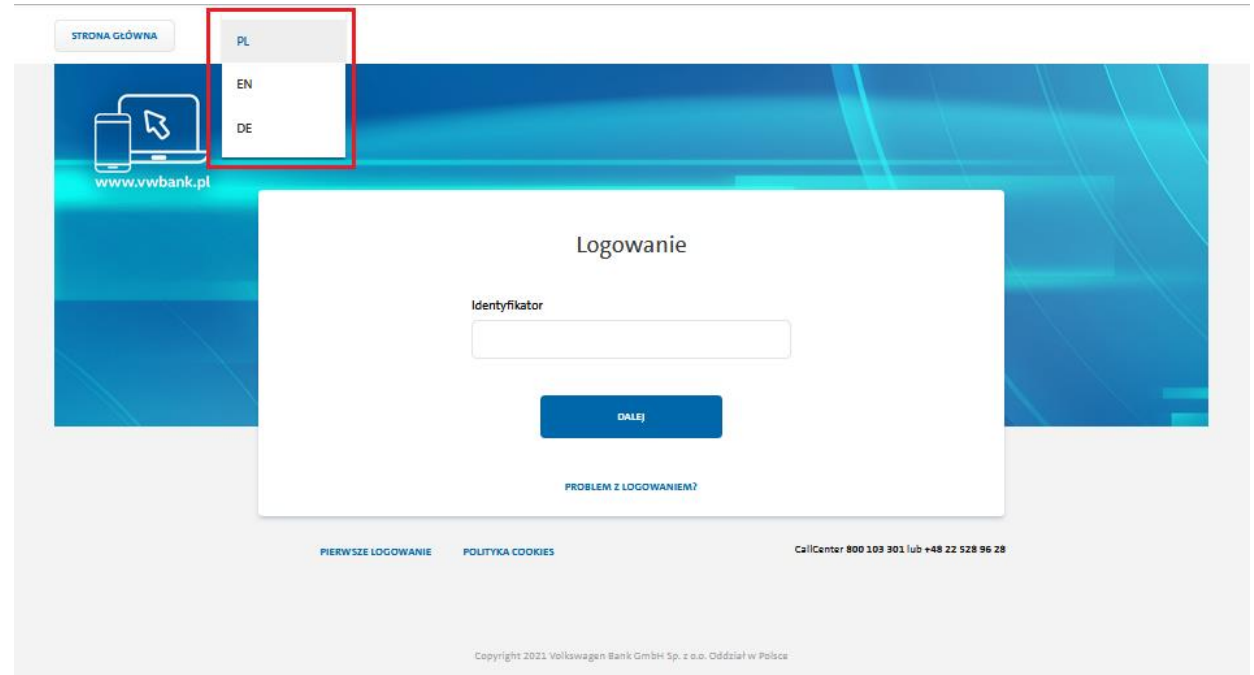 STRONA GŁÓWNA
PL
EN
DE
www.vwbank.pl
Logowanie
Identyfikator
DALEJ
PROBLEM Z LOGOWANIEM?
PIERWSZE LOGOWANIE POLITYKA COOKIES CallCenter 800 103 301 lub +48 22 528 96 28
Copyright 2021 Volkswagen Bank GmbH Sp. z o.o. Oddział w Polsce